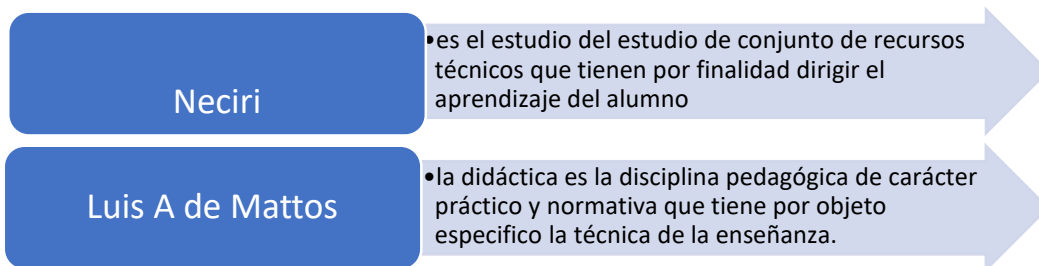 Neciri
•es el estudio del estudio de conjunto de recursos
técnicos que tienen por finalidad dirigir el
aprendizaje del alumno
Luis A de Mattos
•la didáctica es la disciplina pedagógica de carácter
práctico y normativa que tiene por objeto
especifico la técnica de la enseñanza.